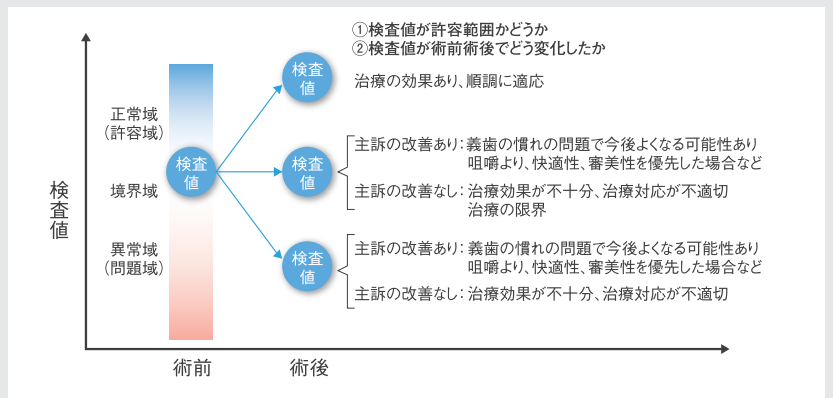 ①検査値が許容範囲かどうか
②検査値が術前術後でどう変化したか
検査
値
治療の効果あり、順調に適応
正常域
(許容域)
検査
値
検査
値
主訴の改善あり：義歯の慣れの問題で今後よくなる可能性あり
咀嚼より、快適性、審美性を優先した場合など
主訴の改善なし：治療効果が不十分、治療対応が不適切
治療の限界
検査値
境界域
異常域
(問題域)
検査
値
主訴の改善あり：義歯の慣れの問題で今後よくなる可能性あり
咀嚼より、快適性、審美性を優先した場合など
主訴の改善なし：治療効果が不十分、治療対応が不適切
術前
術後